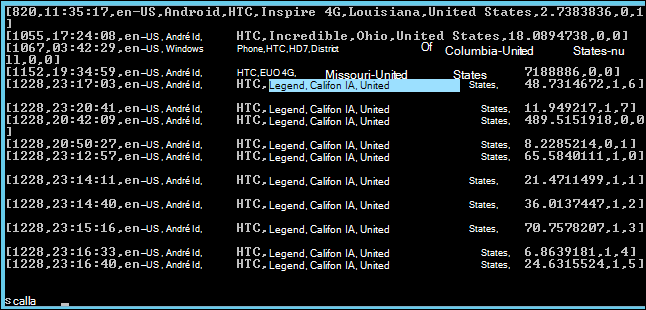 [820,11:35:17,en-US,Android,HTC,Inspire 4G,Louisiana,United States,2.7383836,0,1
[1055,17:24:08,en-US, André Id, HTC,Incredible,Ohio,United States,18.0894738,0,0]
[1067,03:42:29,en-US, Windows Phone,HTC,HD7,District Of Columbia-United States-nu
ll,0,0]
[1152,19:34:59,en-US, André Id, HTC,EUO 4G, Missouri-United States 7188886,0,0]
[1228,23:17:03,en-US, André Id, HTC,Legend, Califon IA, United States, 48.7314672,1,6]
[1228,23:20:41,en-US, André Id, HTC,Legend, Califon IA, United States, 11.949217,1,7]
[1228,20:42:09,en-US, André Id, HTC,Legend, Califon IA, United States, 489.5151918,0,0
]
[1228,20:50:27,en-US, André Id, HTC,Legend, Califon IA, United States, 8.2285214,0,1]
[1228,23:12:57,en-US, André Id, HTC,Legend, Califon IA, United States, 65.5840111,1,0]
[1228,23:14:11,en-US, André Id, HTC,Legend, Califon IA, United States, 21.4711499,1,1]
[1228,23:14:40,en-US, André Id, HTC,Legend, Califon IA, United States, 36.0137447,1,2]
[1228,23:15:16,en-US, André Id, HTC,Legend, Califon IA, United States, 70.7578207,1,3]
[1228,23:16:33,en-US, André Id, HTC,Legend, Califon IA, United States, 6.8639181,1,4]
[1228,23:16:40,en-US, André Id, HTC,Legend, Califon IA, United States, 24.6315524,1,5]
s calla